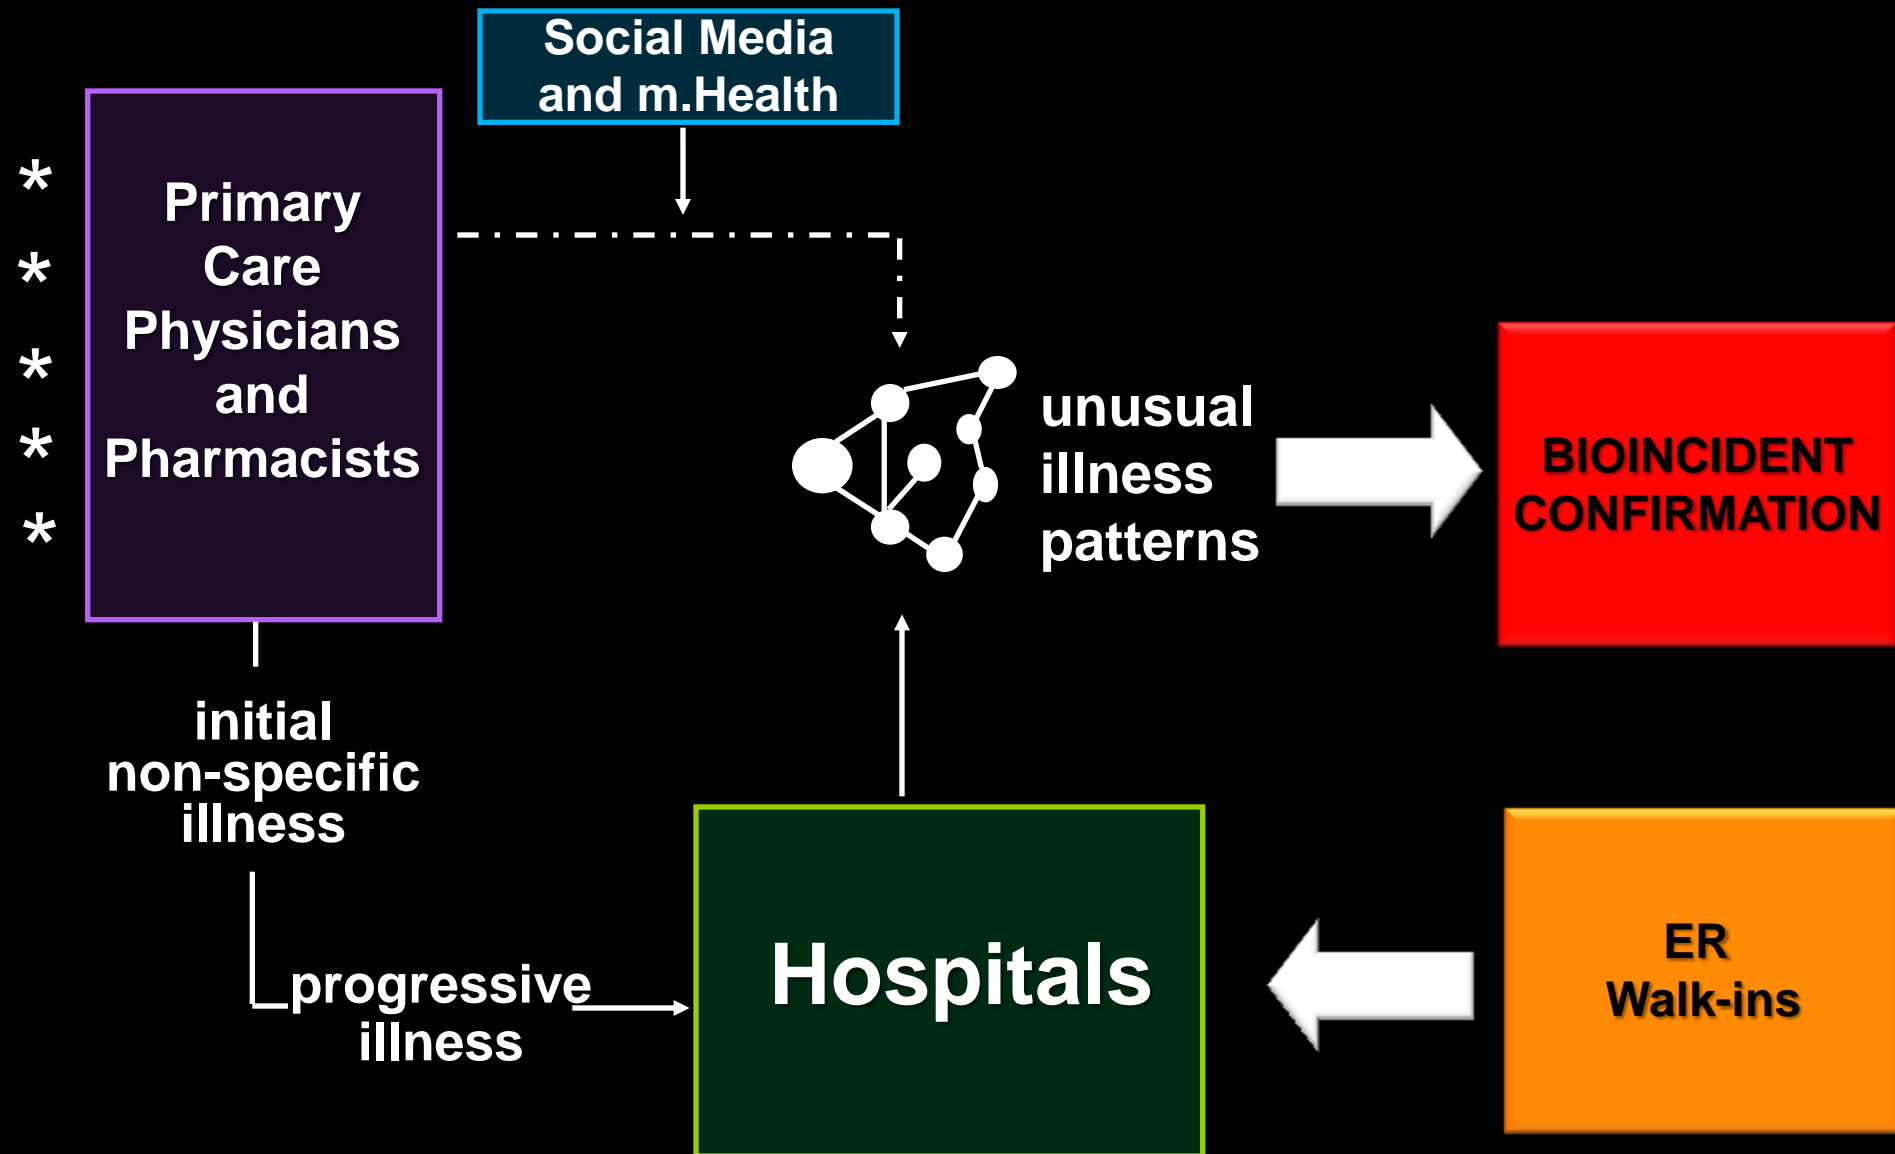 Social Media
and m.Health
*
*
*
*
*
Primary
Care
Physicians
and
Pharmacists
unusual
illness
patterns
BIOINCIDENT
CONFIRMATION
initial
non-specific
illness
progressive
illness
Hospitals
ER
Walk-ins